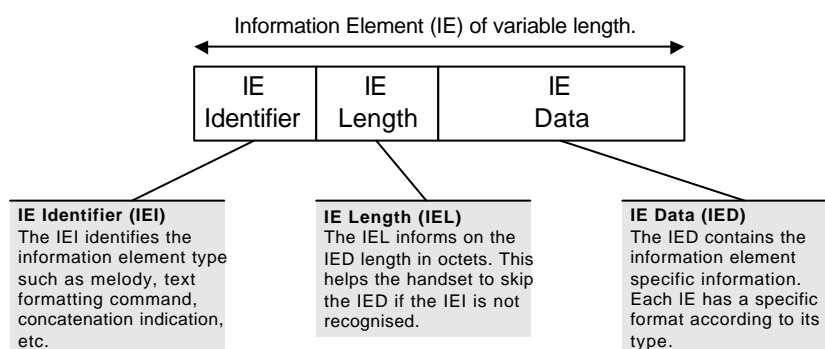 Information Element (IE) of variable length.
IE
Identifier
IE
Length
IE
Data
IE Identifier (IEI)
The IEI identifies the
information element type
such as melody, text
formatting command,
concatenation indication,
etc.
IE Length (IEL)
The IEL informs on the
IED length in octets. This
helps the handset to skip
the IED if the IEI is not
recognised.
IE Data (IED)
The IED contains the
information element
specific information.
Each IE has a specific
format according to its
type.